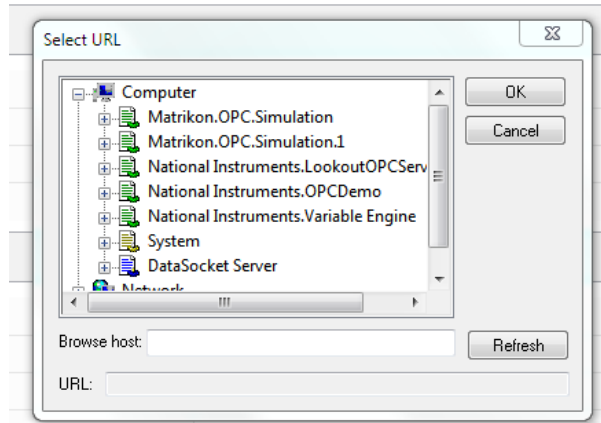 Select URL
Computer
OK
Matrikon.OPC.Simulation
Matrikon.OPC.Simulation.1
Cancel
National Instruments.LookoutOPCServ
National Instruments.OPCDemo
National Instruments.Variable Engine
System
DataSocket Server
Network
Browse host:
Refresh
URL: